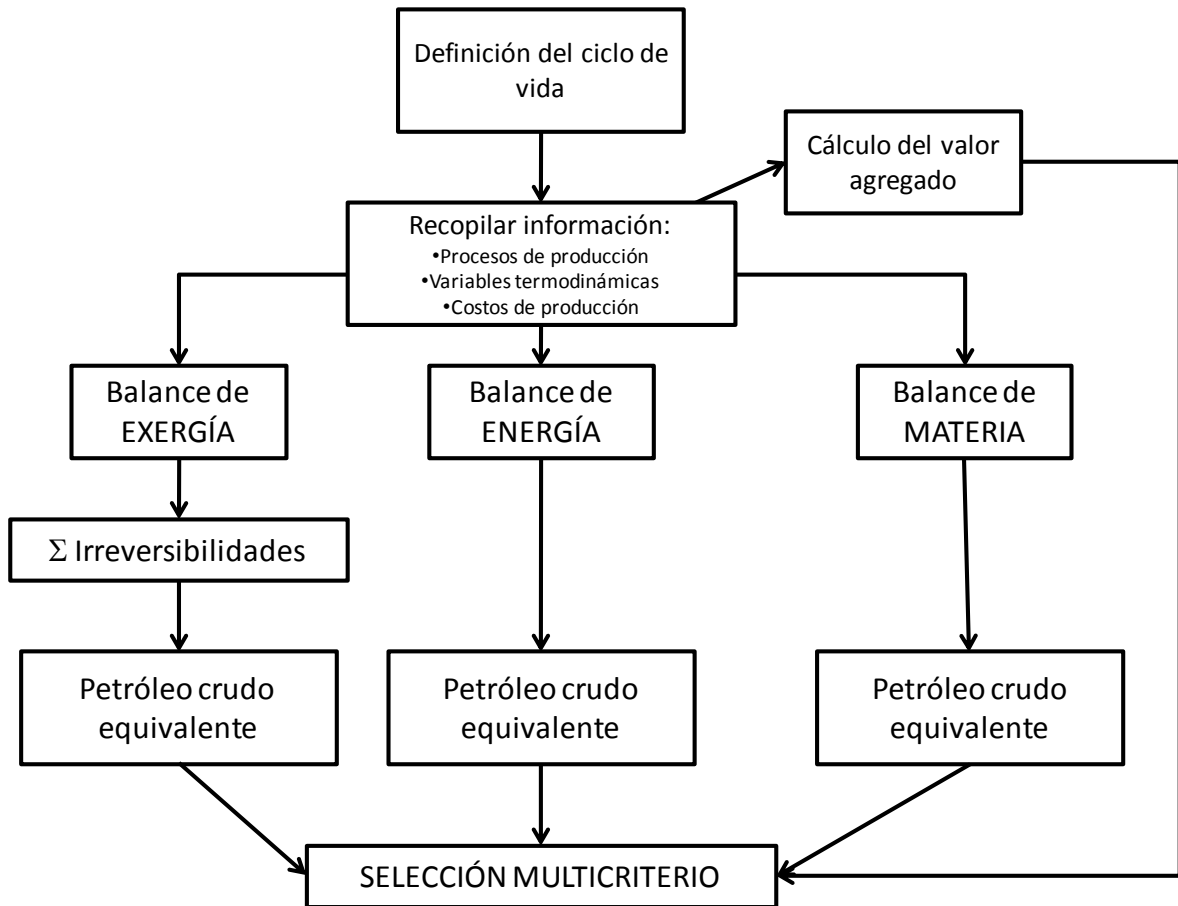 Definición del ciclo de
vida
Cálculo del valor
agregado
Recopilar información:
•Procesos de producción
•Variables termodinámicas
•Costos de producción
Balance de
EXERGÍA
Balance de
ENERGÍA
Balance de
MATERIA
Σ Irreversibilidades
Petróleo crudo
equivalente
Petróleo crudo
equivalente
Petróleo crudo
equivalente
SELECCIÓN MULTICRITERIO